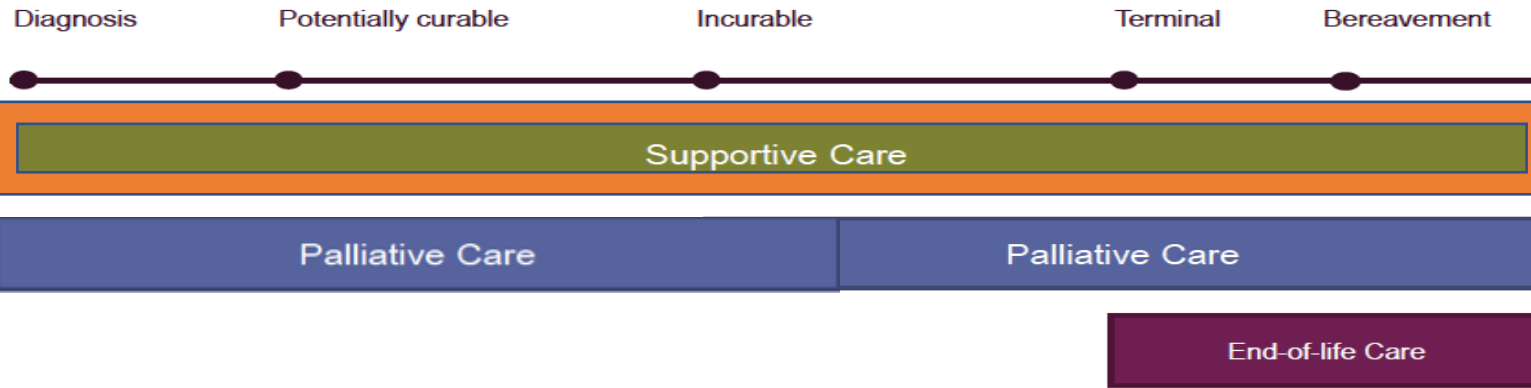 Diagnosis Potentially curable Incurable Terminal Bereavement
Supportive Care
Palliative Care Palliative Care
End-of-life Care